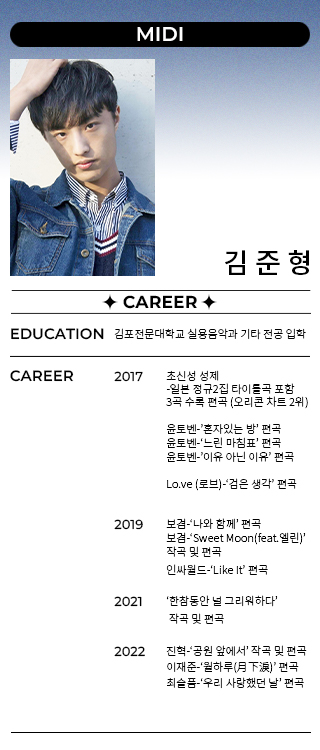 MIDI
김 준 형
CAREER
EDUCATION 김포전문대학교 실용음악과 기타 전공 입학
CAREER 2017 초신성 성제
-일본 정규2집 타이틀곡 포함
3곡 수록 편곡 (오리콘 차트 2위)
윤토벤-'혼자있는 방' 편곡
윤토벤-'느린 마침표' 편곡
윤토벤-'이유 아닌 이유' 편곡
Lo.ve (로브)-'검은 생각' 편곡
2019 보겸-'나와 함께' 편곡
보겸-'Sweet Moon(feat.엘린)'
작곡 및 편곡
인싸월드-'Like It' 편곡
2021 '한참동안 널 그리워하다'
작곡 및 편곡
2022 진혁-'공원 앞에서' 작곡 및 편곡
이재준-'월하루(月下淚)' 편곡
최슬픔-'우리 사랑했던 날' 편곡